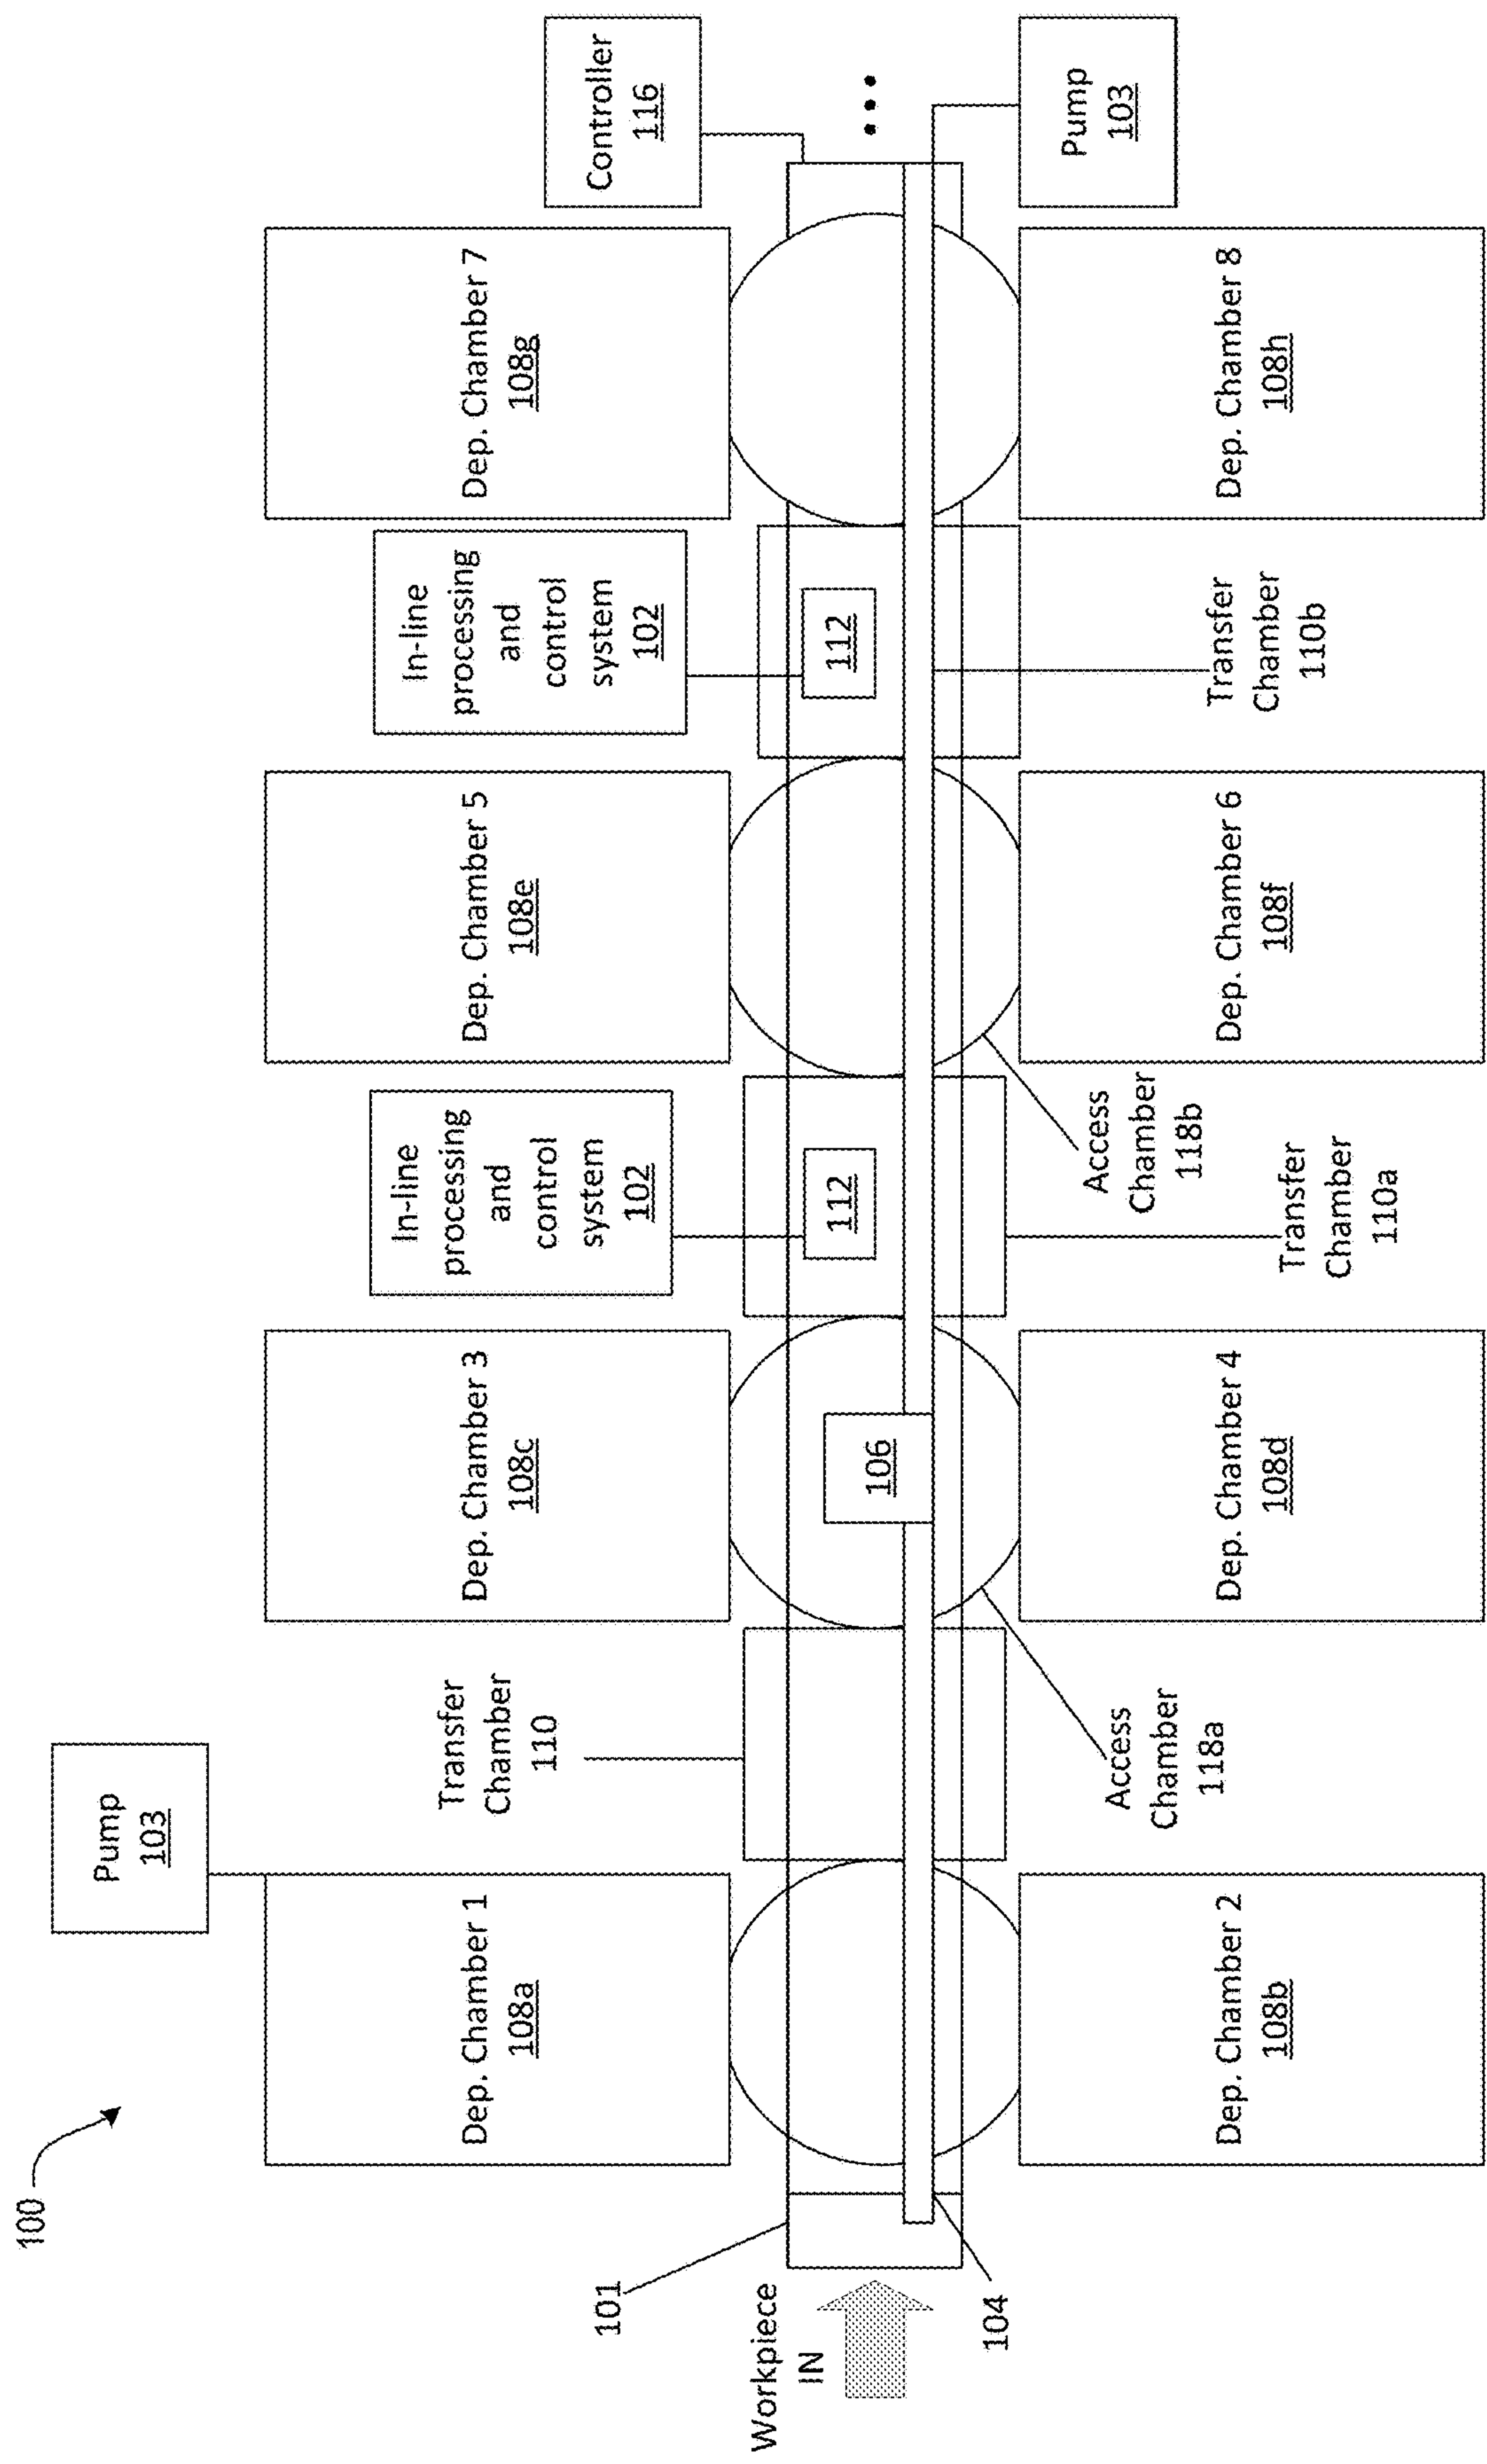 100
Pump
103
Controller
116
Dep. Chamber 1
108a
Dep. Chamber 3
108c
Dep. Chamber 5
108e
Dep. Chamber 7
108g
Transfer
Chamber
110
In-line
processing
and
control
system
102
In-line
processing
and
control
system
102
101
Workpiece
IN
106
112
112
104
Pump
103
Access
Chamber
118a
Access
Chamber
118b
Transfer
Chamber
110a
Transfer
Chamber
110b
Dep. Chamber 2
108b
Dep. Chamber 4
108d
Dep. Chamber 6
108f
Dep. Chamber 8
108h